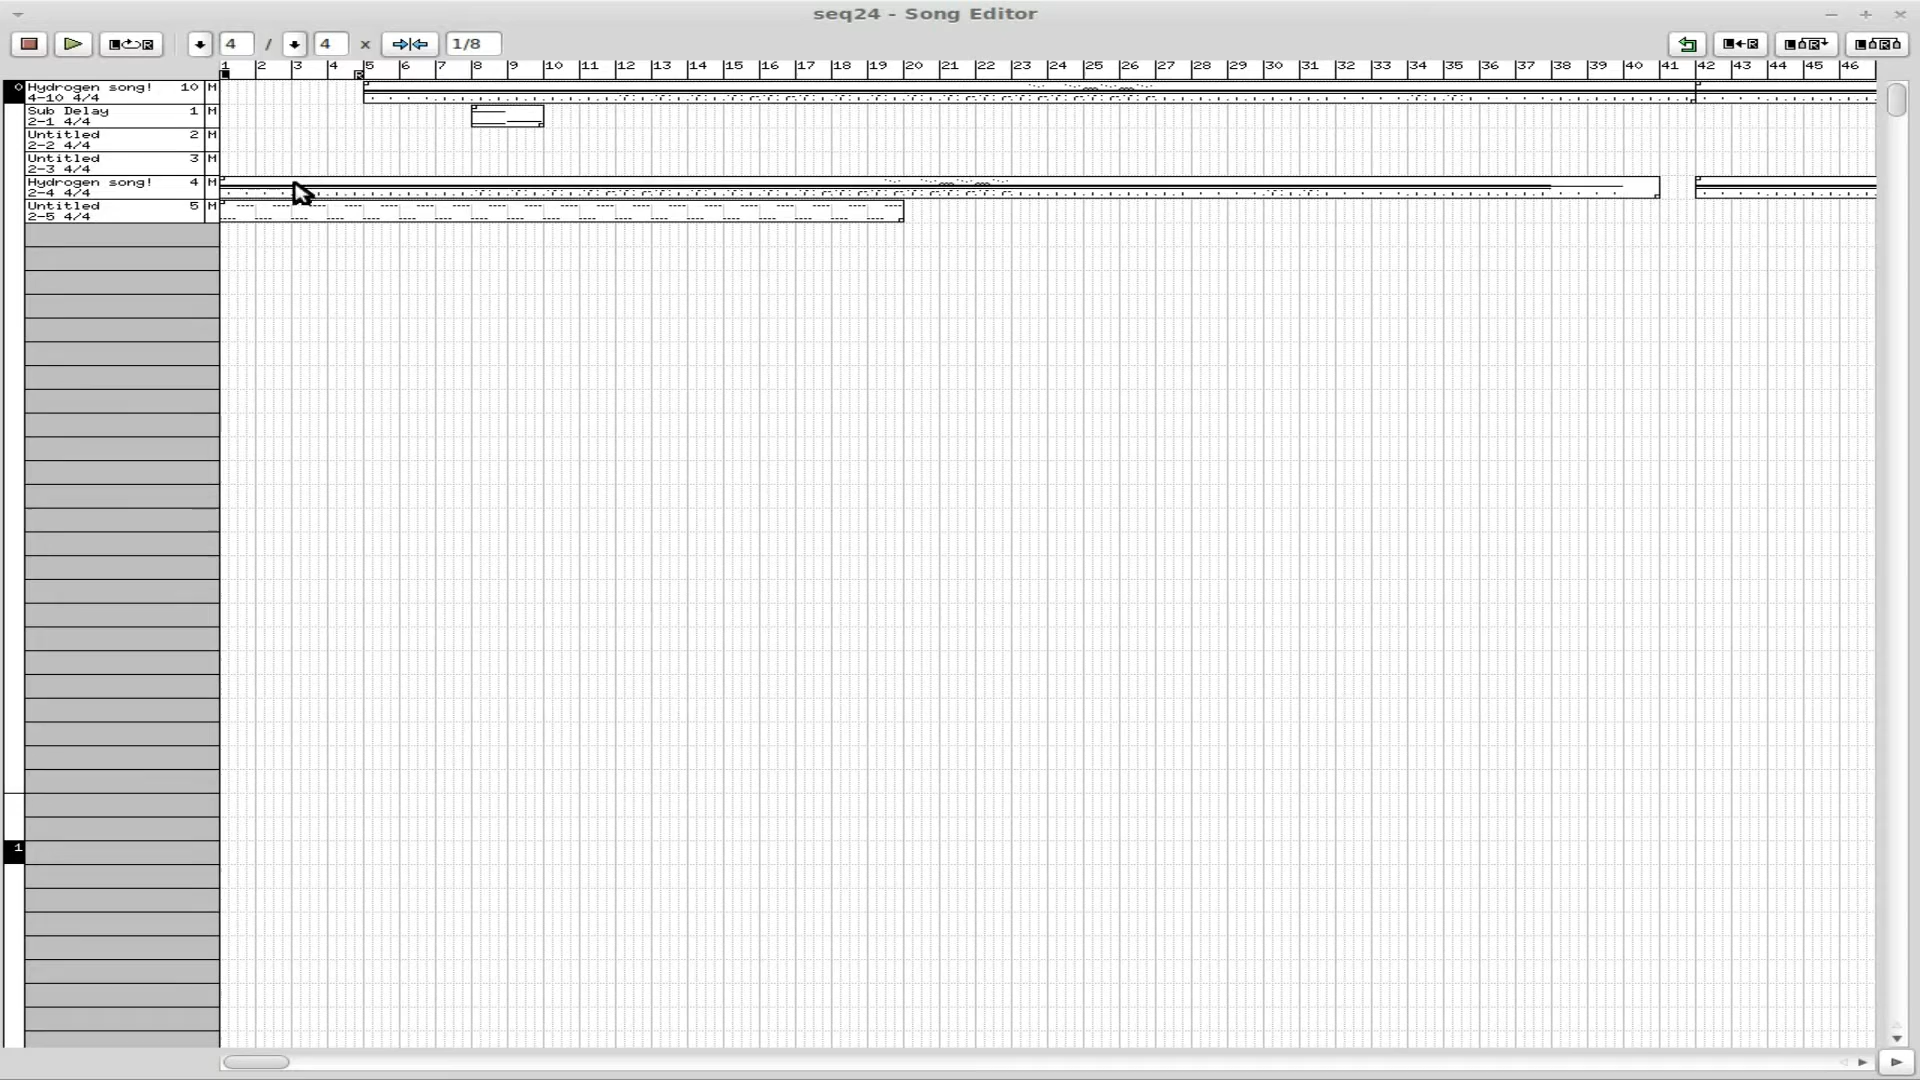 seq24 - Song Editor
4 / 4 x 1/8
1 2 3 4 5 6 7 8 9 10 11 12 13 14 15 16 17 18 19 20 21 22 23 24 25 26 27 28 29 30 31 32 33 34 35 36 37 38 39 40 41 42 43 44 45 46
R
0 Hydrogen song! 10 M
4-10 4/4
Sub Delay 1 M
2-1 4/4
Untitled 2 M
2-2 4/4
Untitled 3 M
2-3 4/4
Hydrogen song! 4 M
2-4 4/4
Untitled 5 M
2-5 4/4
1